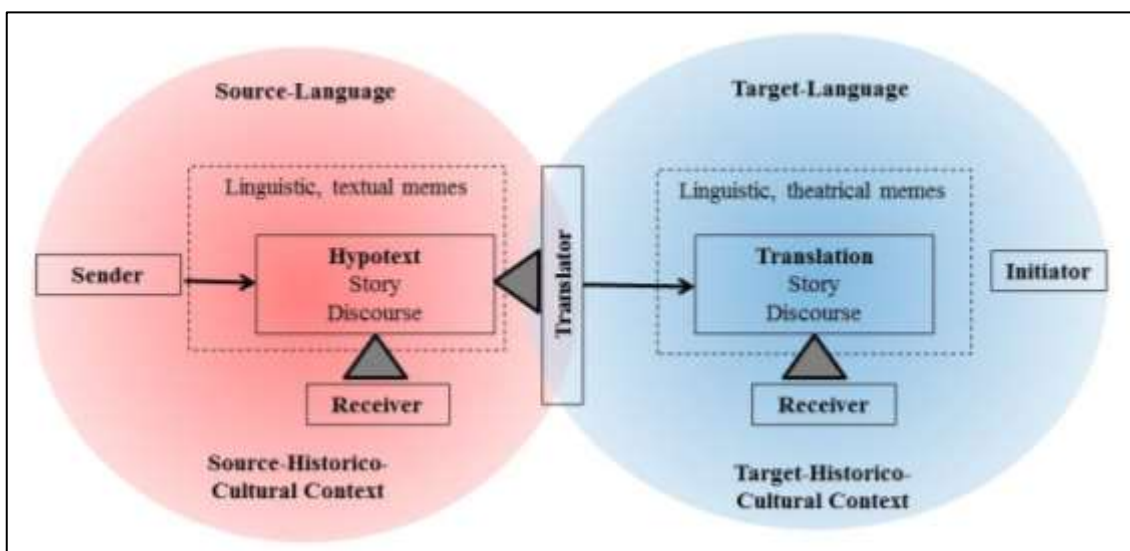 Source-Language
Linguistic, textual memes
Sender
Hypotext
Story
Discourse
Receiver
Source-Historico-
Cultural Context
Translator
Target-Language
Linguistic, theatrical memes
Translation
Story
Discourse
Initiator
Receiver
Target-Historico-
Cultural Context